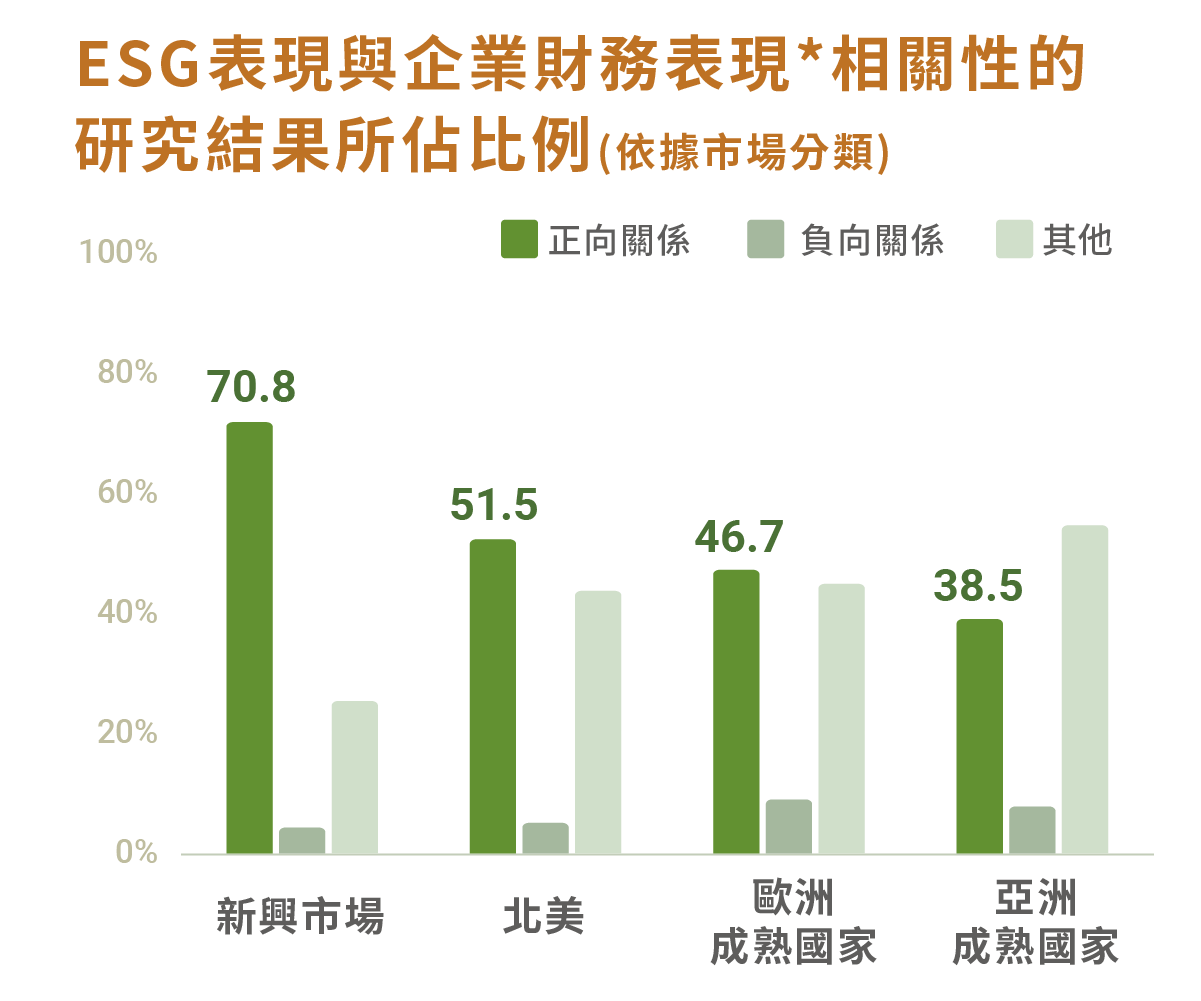 ESG表現與企業財務表現*相關性的
研究結果所佔比例(依據市場分類)
正向關係 負向關係 其他
100%
80%
60%
40%
20%
0%
70.8
51.5
46.7
38.5
新興市場
北美
歐洲
成熟國家
亞洲
成熟國家